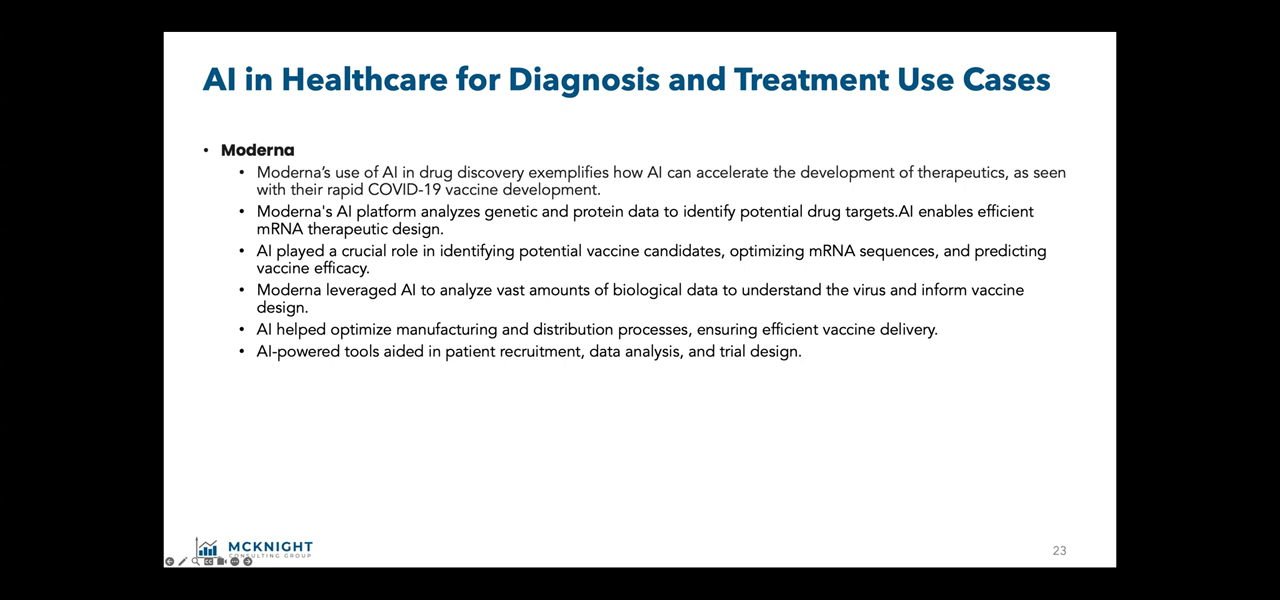 AI in Healthcare for Diagnosis and Treatment Use Cases
• Moderna
• Moderna’s use of AI in drug discovery exemplifies how AI can accelerate the development of therapeutics, as seen
with their rapid COVID-19 vaccine development.
• Moderna's AI platform analyzes genetic and protein data to identify potential drug targets.AI enables efficient
mRNA therapeutic design.
• AI played a crucial role in identifying potential vaccine candidates, optimizing mRNA sequences, and predicting
vaccine efficacy.
• Moderna leveraged AI to analyze vast amounts of biological data to understand the virus and inform vaccine
design.
• AI helped optimize manufacturing and distribution processes, ensuring efficient vaccine delivery.
• AI-powered tools aided in patient recruitment, data analysis, and trial design.
MCKNIGHT
CONSULTING GROUP
23